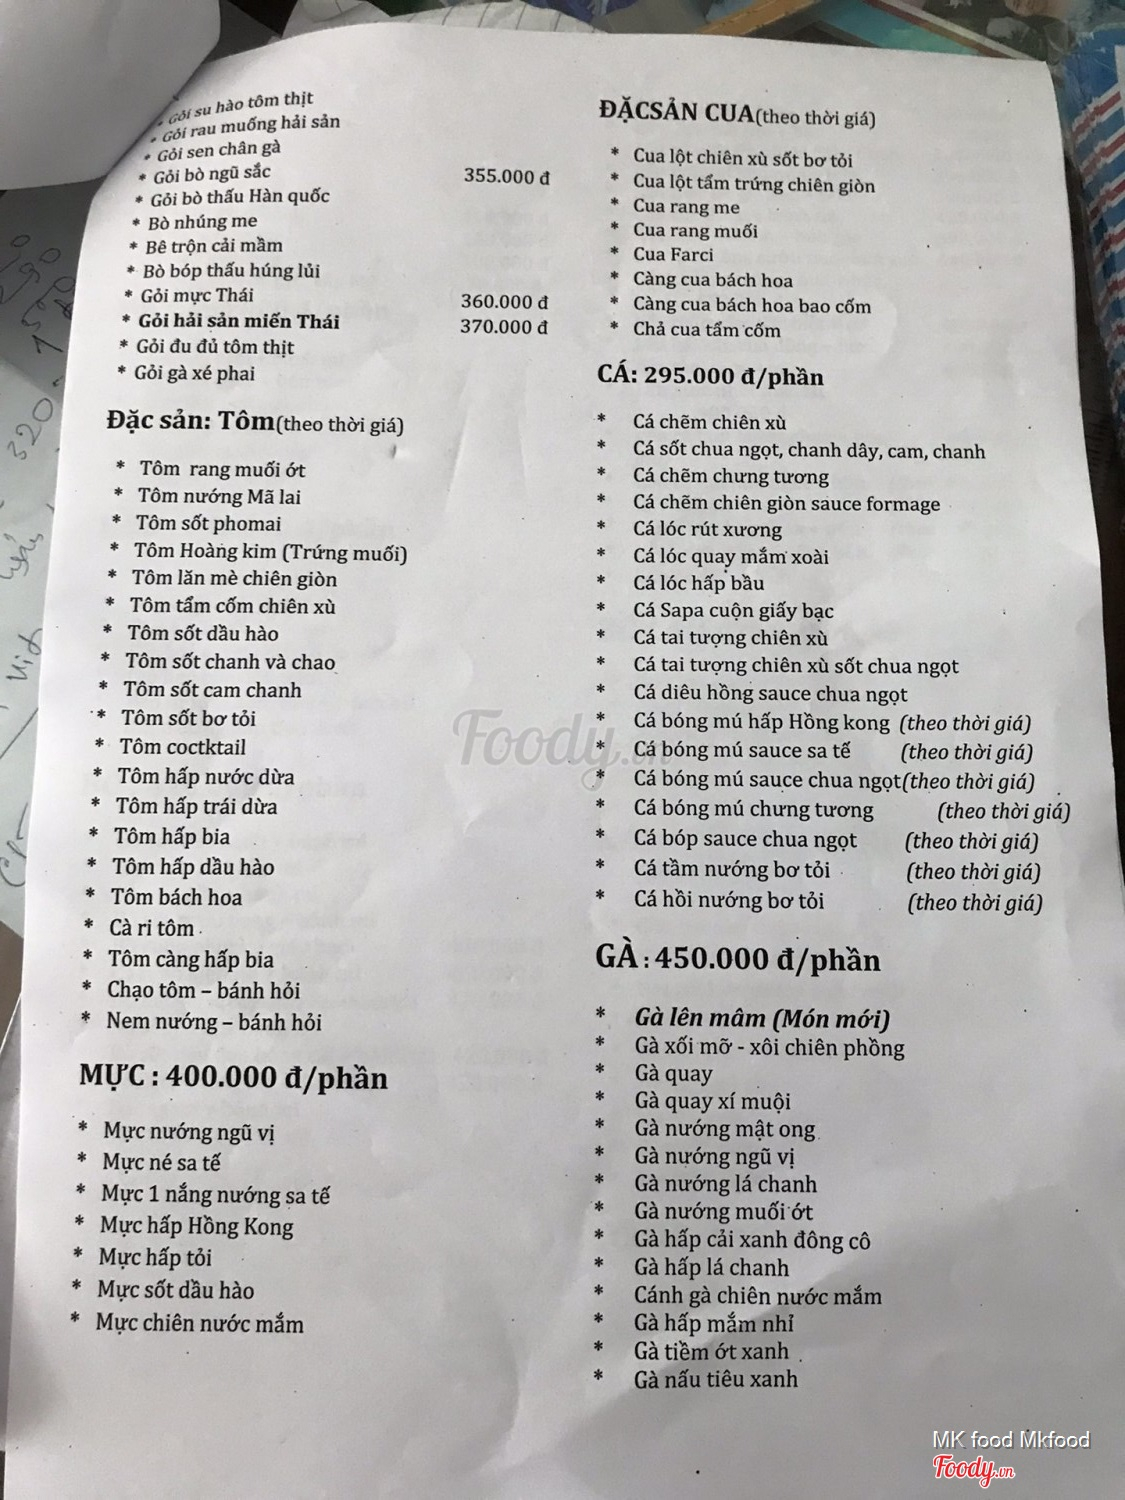 * Gỏi su hào tôm thịt
* Gỏi rau muống hải sản
* Gỏi sen chân gà
* Gỏi bò ngũ sắc 355.000 đ
* Gỏi bò thấu Hàn quốc
* Bò nhúng me
* Bê trộn cải mầm
* Bò bóp thấu húng lủi
* Gỏi mực Thái 360.000 đ
* Gỏi hải sản miến Thái 370.000 đ
* Gỏi đu đủ tôm thịt
* Gỏi gà xé phai
Đặc sản: Tôm(theo thời giá)
* Tôm rang muối ớt
* Tôm nướng Mã lai
* Tôm sốt phomai
* Tôm Hoàng kim (Trứng muối)
* Tôm lăn mè chiên giòn
* Tôm tẩm cốm chiên xù
* Tôm sốt dầu hào
* Tôm sốt chanh và chao
* Tôm sốt cam chanh
* Tôm sốt bơ tỏi
* Tôm coctktail
* Tôm hấp nước dừa
* Tôm hấp trái dừa
* Tôm hấp bia
* Tôm hấp dầu hào
* Tôm bách hoa
* Cà ri tôm
* Tôm càng hấp bia
* Chạo tôm – bánh hỏi
* Nem nướng – bánh hỏi
MỰC : 400.000 đ/phần
* Mực nướng ngũ vị
* Mực né sa tế
* Mực 1 nắng nướng sa tế
* Mực hấp Hồng Kong
* Mực hấp tỏi
* Mực sốt dầu hào
* Mực chiên nước mắm
ĐẶCSẢN CUA(theo thời giá)
* Cua lột chiên xù sốt bơ tỏi
* Cua lột tẩm trứng chiên giòn
* Cua rang me
* Cua rang muối
* Cua Farci
* Càng cua bách hoa
* Càng cua bách hoa bao cốm
* Chả cua tẩm cốm
CÁ: 295.000 đ/phần
* Cá chẽm chiên xù
* Cá sốt chua ngọt, chanh dây, cam, chanh
* Cá chẽm chưng tương
* Cá chẽm chiên giòn sauce formage
* Cá lóc rút xương
* Cá lóc quay mắm xoài
* Cá lóc hấp bầu
* Cá Sapa cuộn giấy bạc
* Cá tai tượng chiên xù
* Cá tai tượng chiên xù sốt chua ngọt
* Cá diêu hồng sauce chua ngọt
* Cá bóng mú hấp Hồng kong (theo thời giá)
* Cá bóng mú sauce sa tế (theo thời giá)
* Cá bóng mú sauce chua ngọt(theo thời giá)
* Cá bóng mú chưng tương (theo thời giá)
* Cá bóp sauce chua ngọt (theo thời giá)
* Cá tầm nướng bơ tỏi (theo thời giá)
* Cá hồi nướng bơ tỏi (theo thời giá)
GÀ : 450.000 đ/phần
* Gà lên mâm (Món mới)
* Gà xối mỡ - xôi chiên phồng
* Gà quay
* Gà quay xí muội
* Gà nướng mật ong
* Gà nướng ngũ vị
* Gà nướng lá chanh
* Gà nướng muối ớt
* Gà hấp cải xanh đông cô
* Gà hấp lá chanh
* Cánh gà chiên nước mắm
* Gà hấp mắm nhỉ
* Gà tiềm ớt xanh
* Gà nấu tiêu xanh
Foody.vn
320
MK food Mkfood
Foody.vn